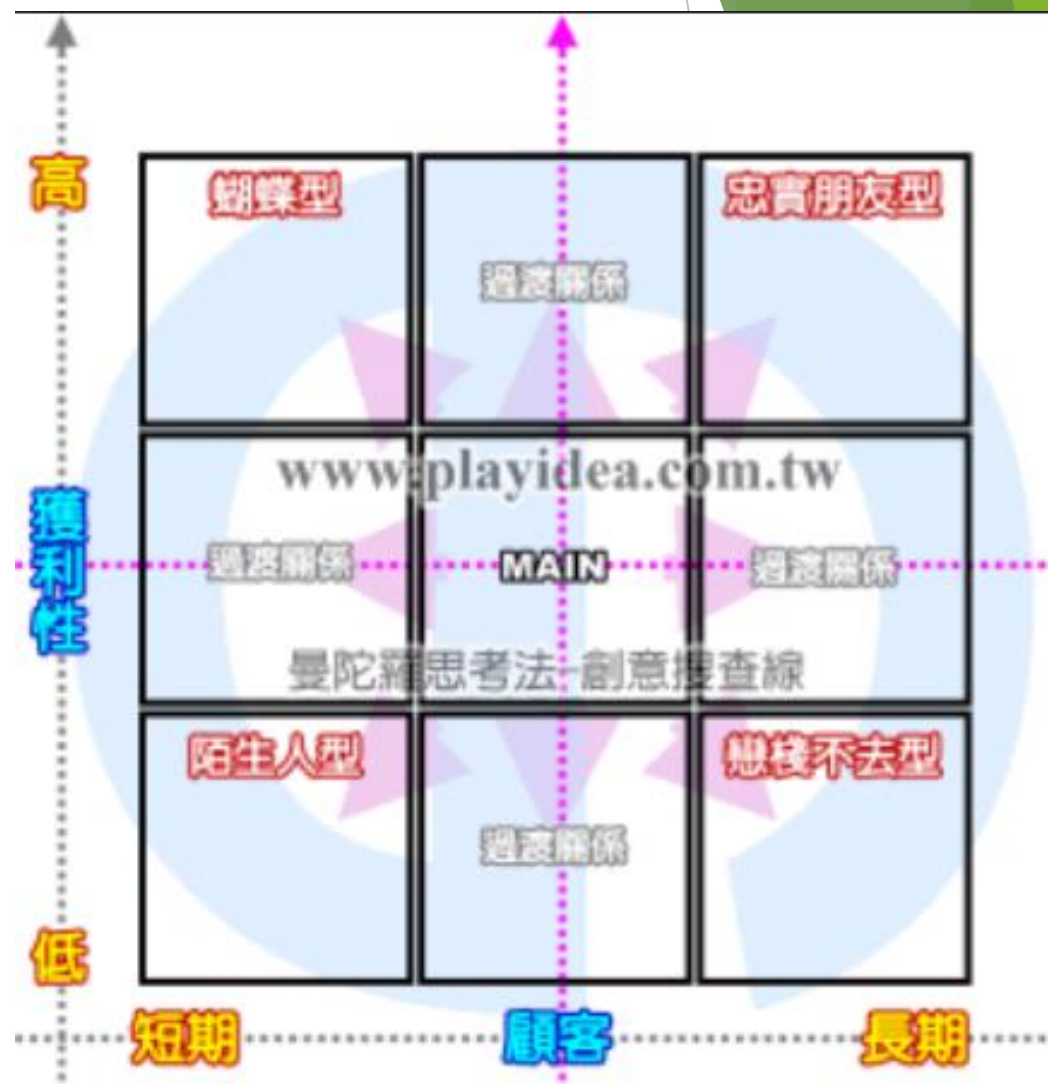 高
蝴蝶型
忠實朋友型
過渡關係
www.playidea.com.tw
獲利性
過渡關係
MAIN
過渡關係
曼陀羅思考法-創意搜查線
陌生人型
戀棧不去型
過渡關係
低
短期
顧客
長期